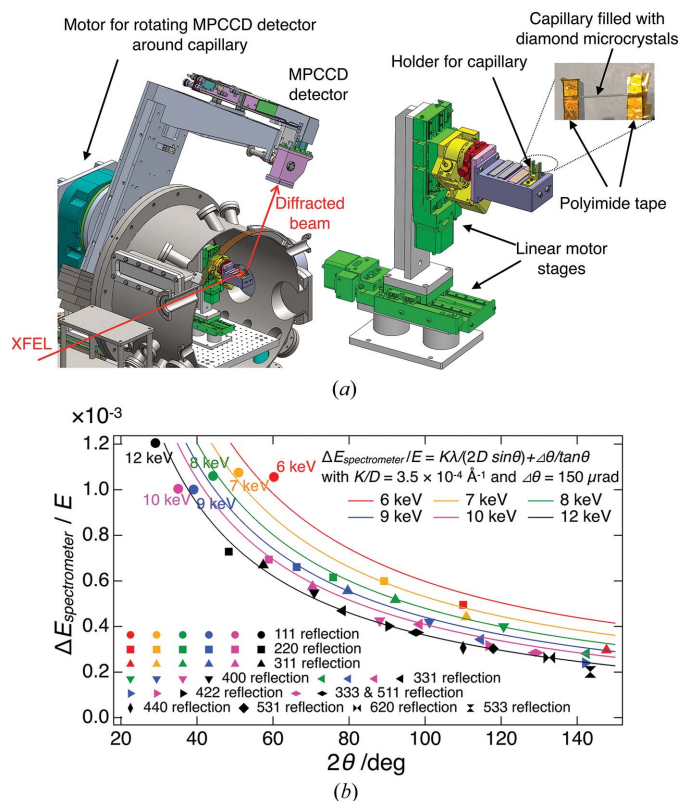 Motor for rotating MPCCD detector
around capillary
MPCCD
detector
Diffracted
beam
XFEL
Capillary filled with
diamond microcrystals
Holder for capillary
Polyimide tape
Linear motor
stages
(a)
×10⁻³
1.2
1.0
0.8
0.6
0.4
0.2
0.0
ΔE_spectrometer / E
12 keV
8 keV
7 keV
6 keV
10 keV
9 keV
ΔE_spectrometer/E = Kλ/(2D sinθ)+Δθ/tanθ
with K/D = 3.5 × 10⁻⁴ Å⁻¹ and Δθ = 150 μrad
6 keV 7 keV 8 keV
9 keV 10 keV 12 keV
111 reflection
220 reflection
311 reflection
400 reflection 331 reflection
422 reflection 333 & 511 reflection
440 reflection 531 reflection 620 reflection 533 reflection
20 40 60 80 100 120 140
2θ /deg
(b)